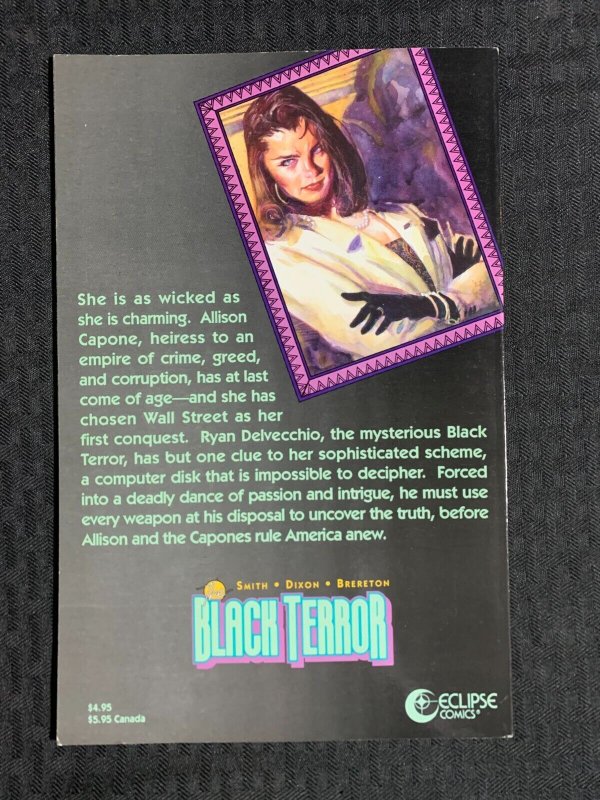 She is as wicked as
she is charming. Allison
Capone, heiress to an
empire of crime, greed,
and corruption, has at last
come of age—and she has
chosen Wall Street as her
first conquest. Ryan Delvecchio, the mysterious Black
Terror, has but one clue to her sophisticated scheme,
a computer disk that is impossible to decipher. Forced
into a deadly dance of passion and intrigue, he must use
every weapon at his disposal to uncover the truth, before
Allison and the Capones rule America anew.
SMITH • DIXON • BRERETON
BLACK TERROR
$4.95
$5.95 Canada
ECLIPSE
COMICS®